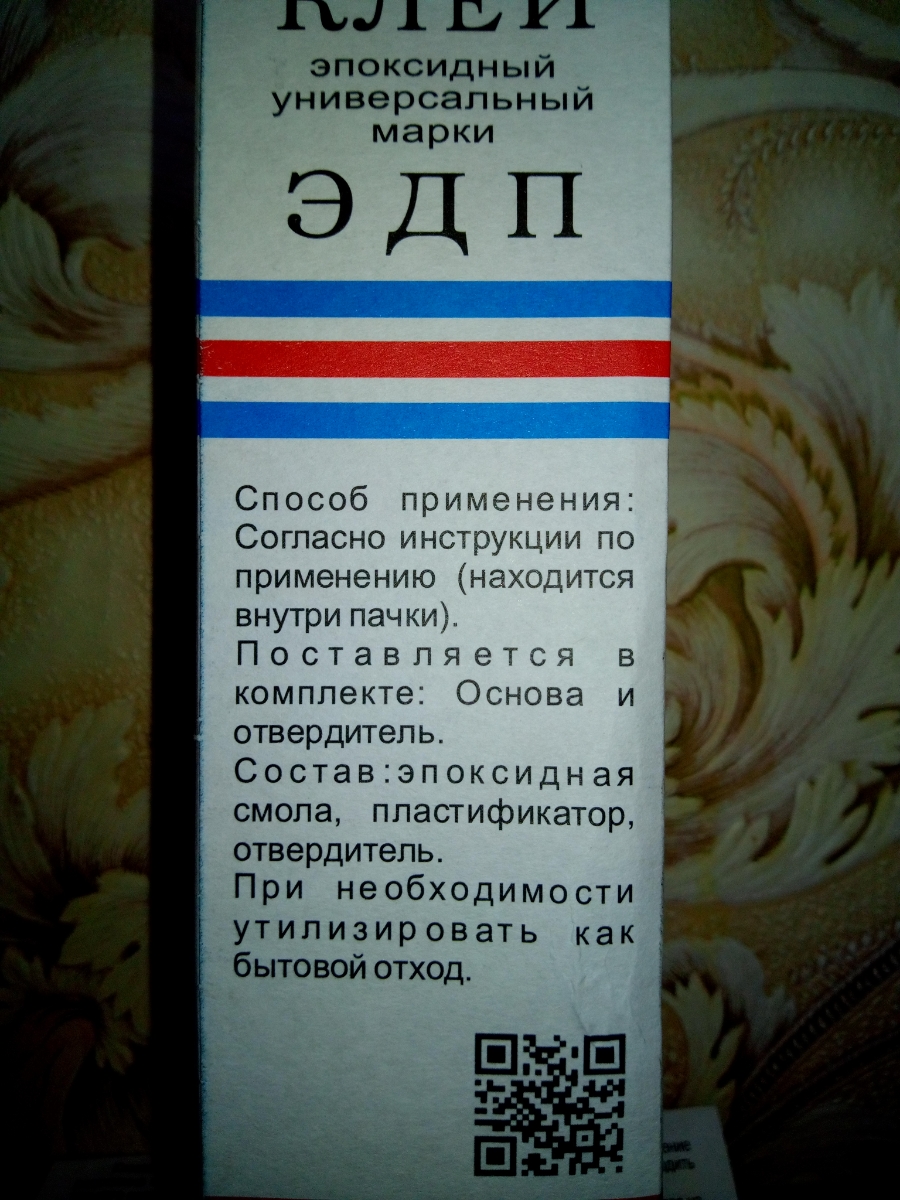 КЛЕЙ
эпоксидный
универсальный
марки
ЭДП
Способ применения:
Согласно инструкции по
применению (находится
внутри пачки).
Поставляется в
комплекте: Основа и
отвердитель.
Состав:эпоксидная
смола, пластификатор,
отвердитель.
При необходимости
утилизировать как
бытовой отход.